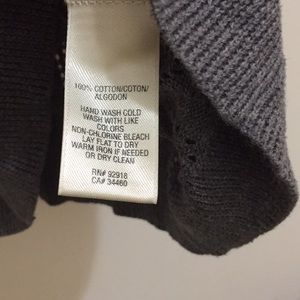 100% COTTON/COTON/
ALGODON
HAND WASH COLD
WASH WITH LIKE
COLORS
NON-CHLORINE BLEACH
LAY FLAT TO DRY
WARM IRON IF NEEDED
OR DRY CLEAN
RN# 92918
CA# 34460